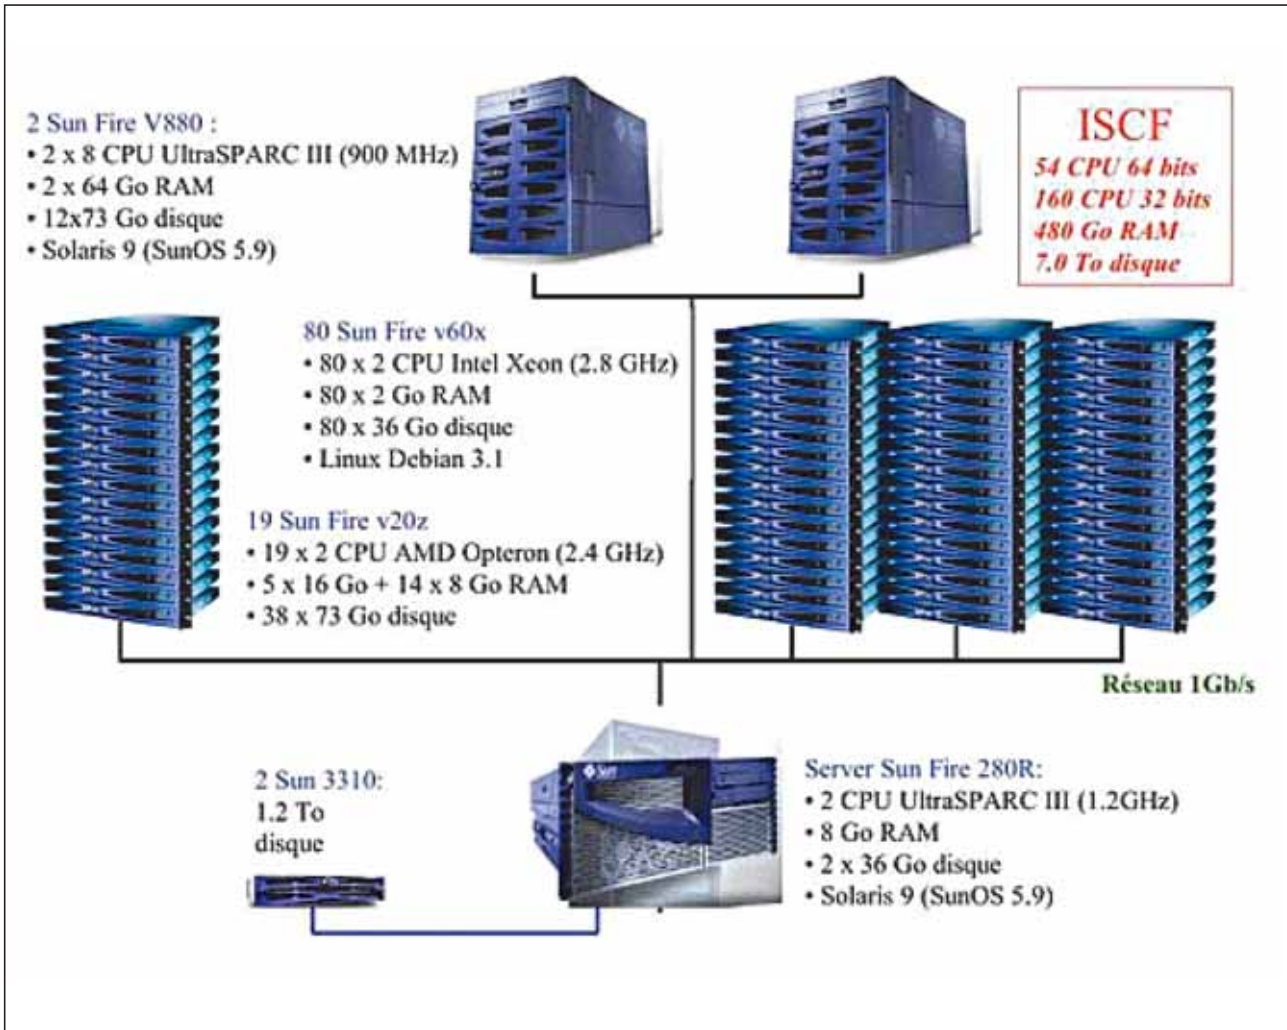 2 Sun Fire V880 :
• 2 x 8 CPU UltraSPARC III (900 MHz)
• 2 x 64 Go RAM
• 12x73 Go disque
• Solaris 9 (SunOS 5.9)
ISCF
54 CPU 64 bits
160 CPU 32 bits
480 Go RAM
7.0 To disque
80 Sun Fire v60x
• 80 x 2 CPU Intel Xeon (2.8 GHz)
• 80 x 2 Go RAM
• 80 x 36 Go disque
• Linux Debian 3.1
19 Sun Fire v20z
• 19 x 2 CPU AMD Opteron (2.4 GHz)
• 5 x 16 Go + 14 x 8 Go RAM
• 38 x 73 Go disque
Réseau 1Gb/s
2 Sun 3310:
1.2 To
disque
Sun
Server Sun Fire 280R:
• 2 CPU UltraSPARC III (1.2GHz)
• 8 Go RAM
• 2 x 36 Go disque
• Solaris 9 (SunOS 5.9)